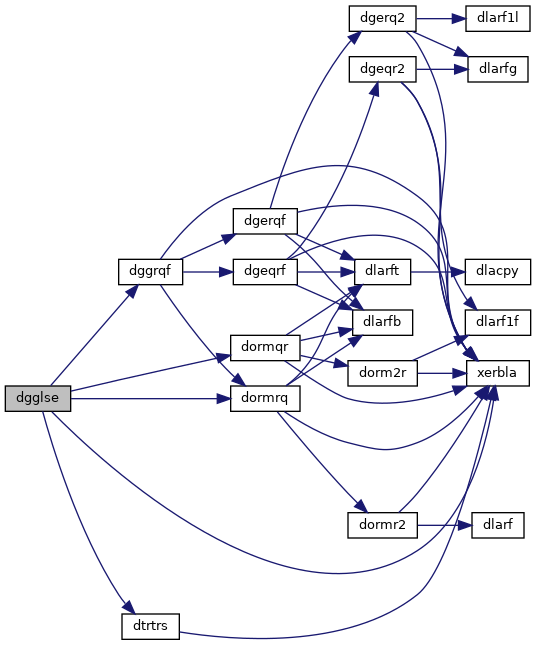 dgerq2
dlarf1l
dgeqr2
dlarfg
dgerqf
dggrqf
dgeqrf
dlarft
dlacpy
dlarfb
dlarf1f
dormqr
dorm2r
xerbla
dgglse
dormrq
dormr2
dlarf
dtrtrs